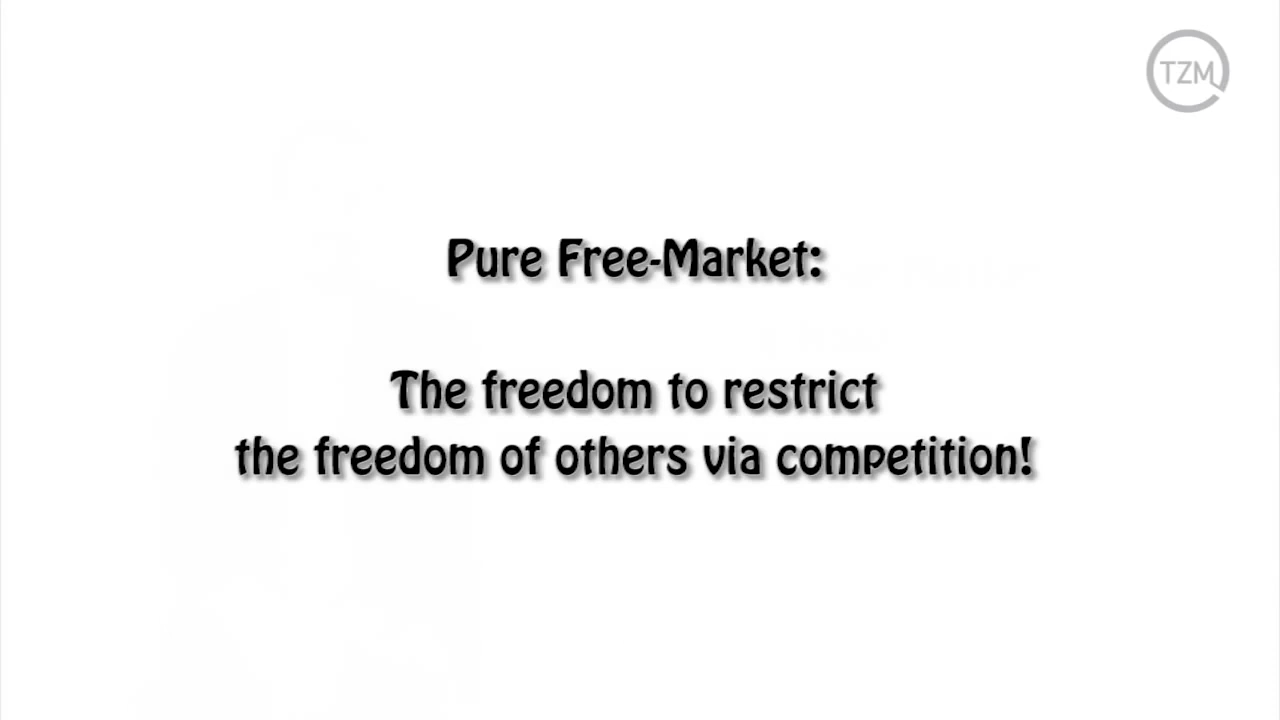 TZM
Pure Free-Market:
The freedom to restrict
the freedom of others via competition!